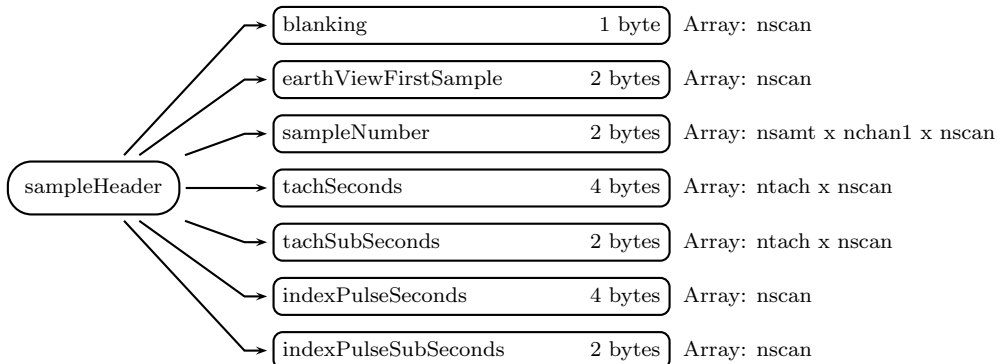 blanking 1 byte Array: nscan
earthViewFirstSample 2 bytes Array: nscan
sampleNumber 2 bytes Array: nsamt x nchan1 x nscan
sampleHeader
tachSeconds 4 bytes Array: ntach x nscan
tachSubSeconds 2 bytes Array: ntach x nscan
indexPulseSeconds 4 bytes Array: nscan
indexPulseSubSeconds 2 bytes Array: nscan